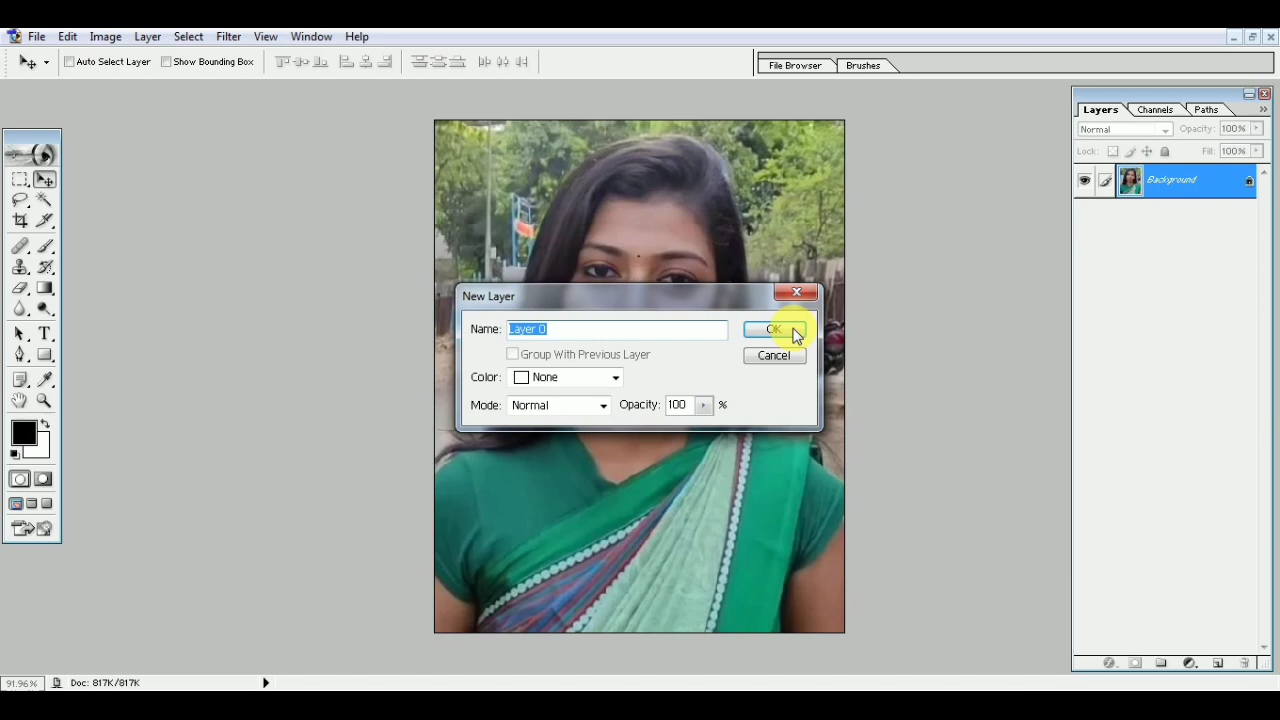 File Edit Image Layer Select Filter View Window Help
Auto Select Layer Show Bounding Box File Browser Brushes
Layers Channels Paths
Normal Opacity: 100%
Lock: Fill: 100%
Background
New Layer
Name: Layer 0 OK
Group With Previous Layer Cancel
Color: None
Mode: Normal Opacity: 100 %
91.96% Doc: 817K/817K